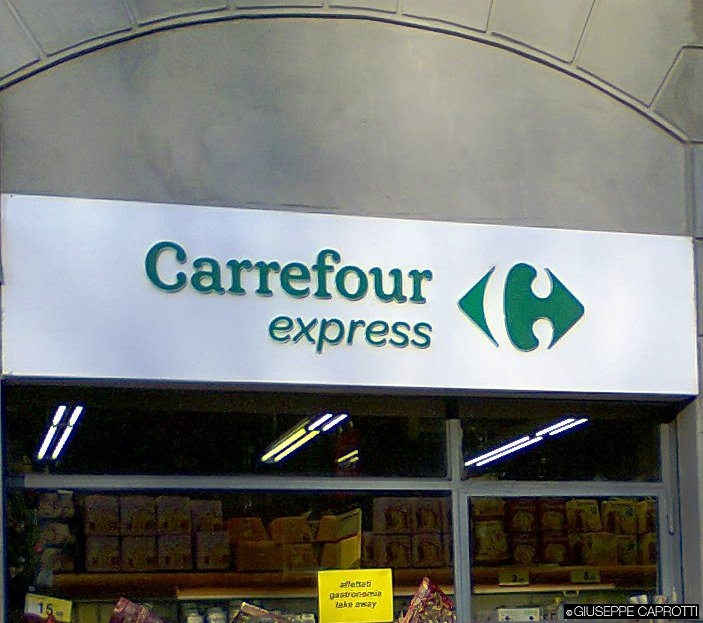 Carrefour
express
affettati
gastronomia
take away
15
©GIUSEPPE CAPROTTI